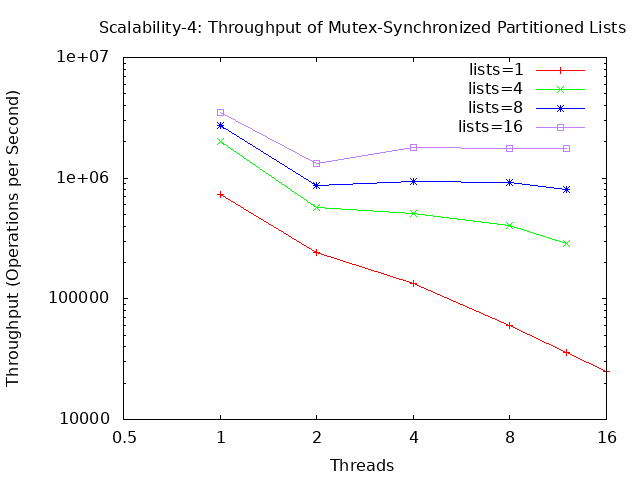 Scalability-4: Throughput of Mutex-Synchronized Partitioned Lists
Throughput (Operations per Second)
1e+07
1e+06
100000
10000
lists=1
lists=4
lists=8
lists=16
0.5 1 2 4 8 16
Threads